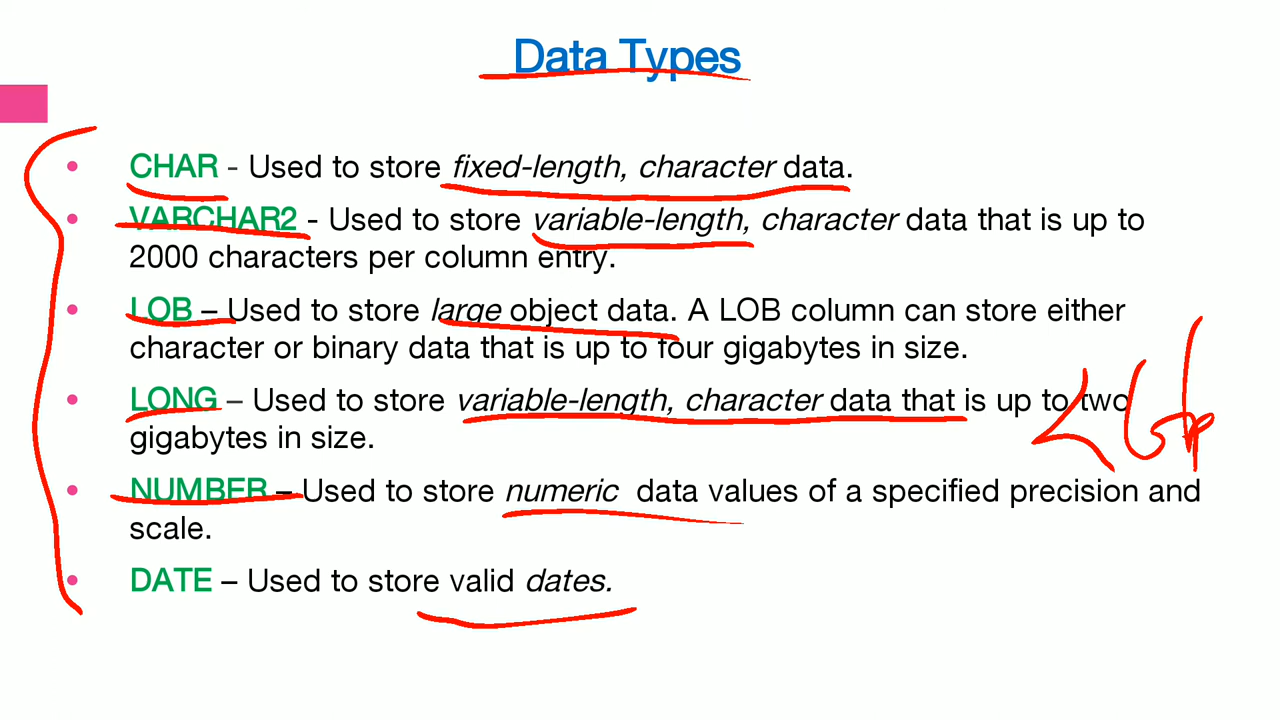 Data Types
• CHAR - Used to store fixed-length, character data.
• VARCHAR2 - Used to store variable-length, character data that is up to
2000 characters per column entry.
• LOB – Used to store large object data. A LOB column can store either
character or binary data that is up to four gigabytes in size.
• LONG – Used to store variable-length, character data that is up to two
gigabytes in size.
• NUMBER – Used to store numeric data values of a specified precision and
scale.
• DATE – Used to store valid dates.